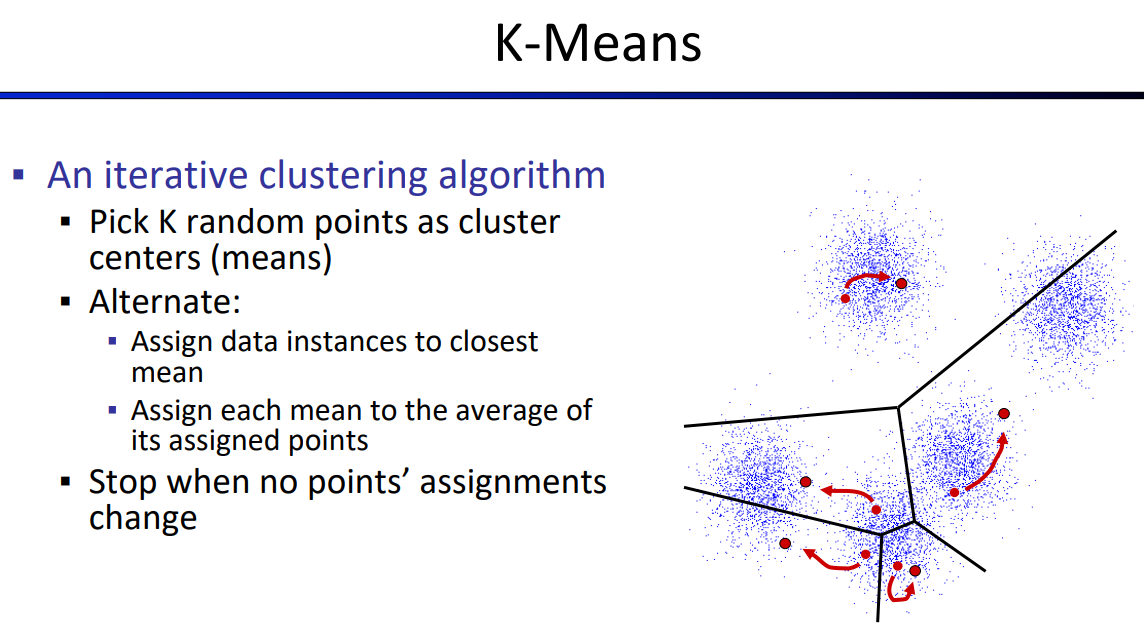 K-Means
▪ An iterative clustering algorithm
▪ Pick K random points as cluster
centers (means)
▪ Alternate:
▪ Assign data instances to closest
mean
▪ Assign each mean to the average of
its assigned points
▪ Stop when no points’ assignments
change